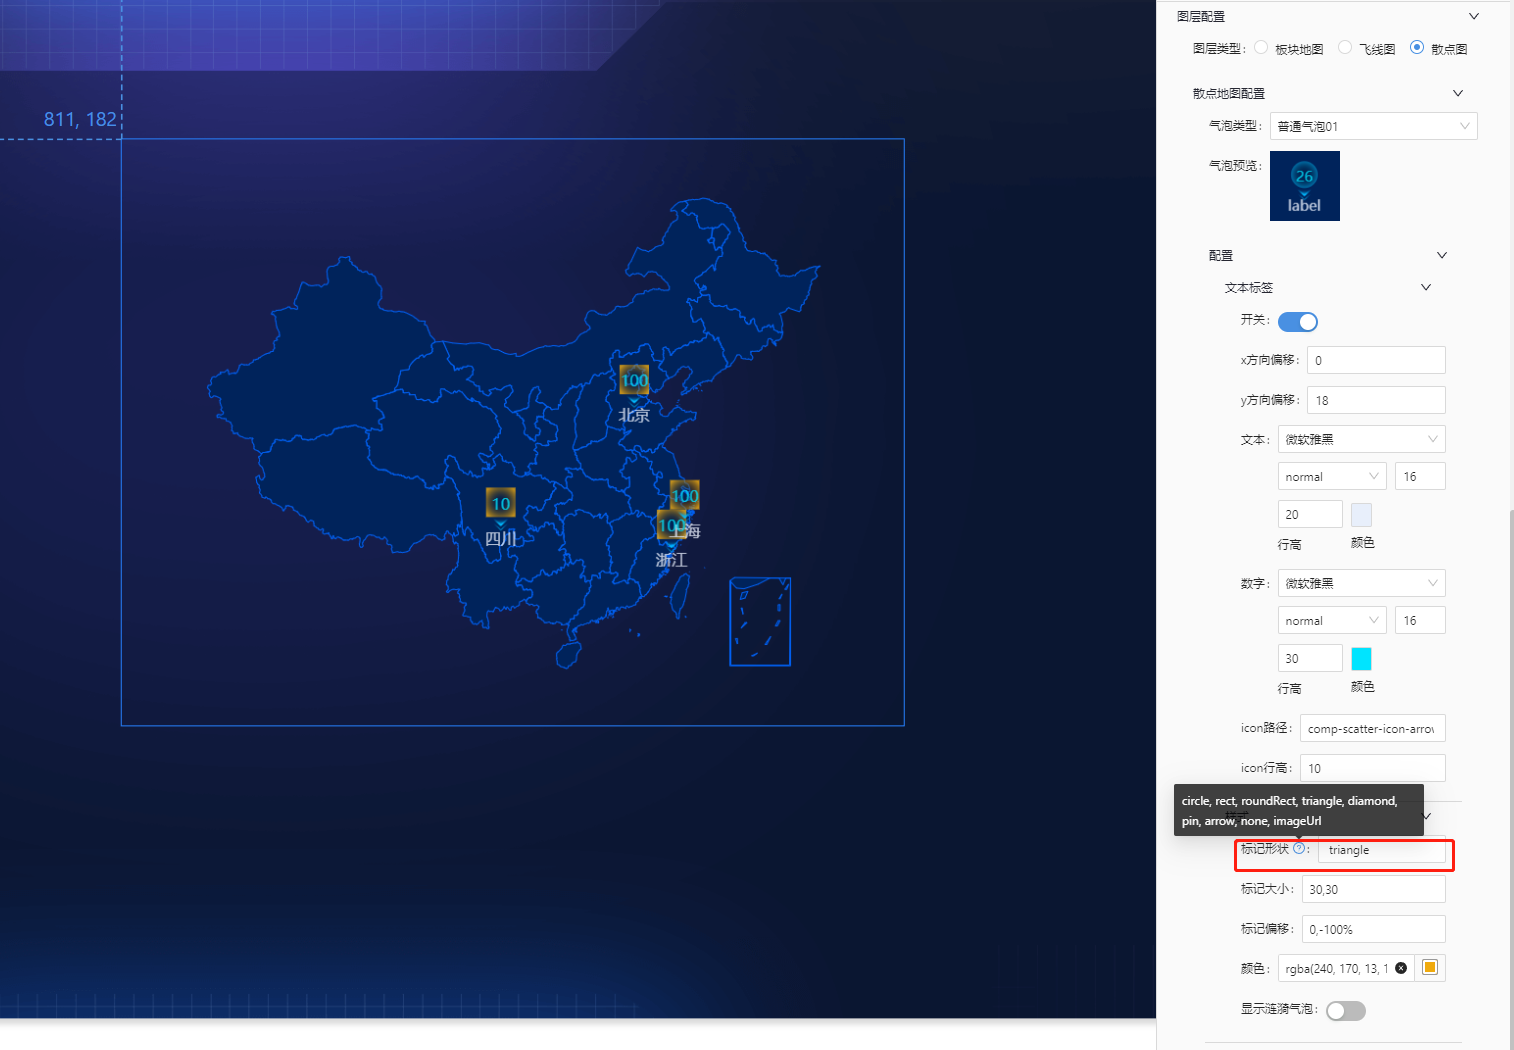 图层配置
图层类型: 板块地图 飞线图 散点图
散点地图配置
811, 182
气泡类型: 普通气泡01
气泡预览:
26
label
配置
文本标签
开关:
x方向偏移: 0
100
北京
y方向偏移: 18
文本: 微软雅黑
normal 16
100
10
20
100
上海
四川
行高 颜色
浙江
数字: 微软雅黑
normal 16
30
行高 颜色
icon路径: comp-scatter-icon-arrow
icon行高: 10
circle, rect, roundRect, triangle, diamond,
pin, arrow, none, imageUrl
标记形状 : triangle
标记大小: 30,30
标记偏移: 0,-100%
颜色: rgba(240, 170, 13, 1
显示涟漪气泡: